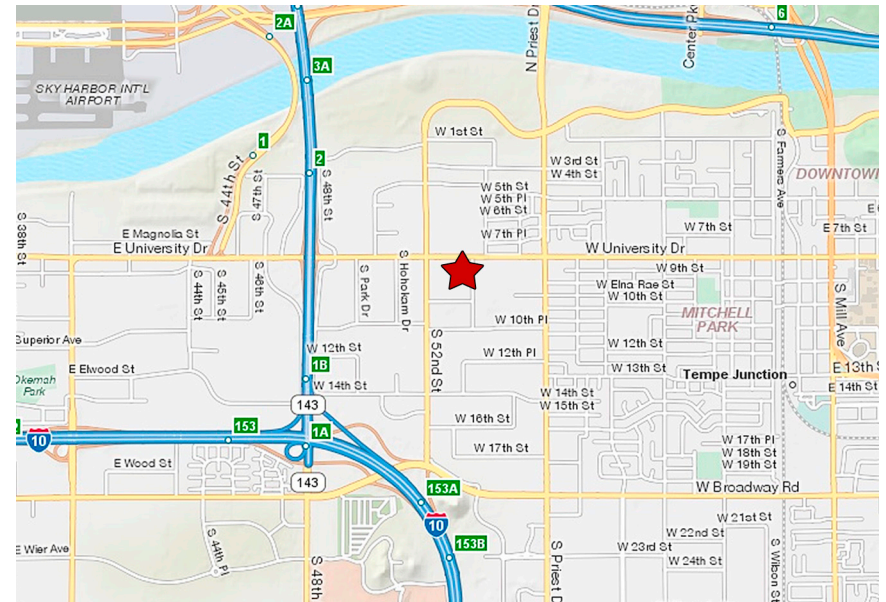 2A
6
N Priest Dr
Center Pkw
3A
SKY HARBOR INT'L
AIRPORT
W 1st St
1
2
S Farmers Ave
W 3rd St
W 4th St
DOWNTOW
S 44th St
S 47th St
S 48th St
W 5th St
W 5th Pl
W 6th St
E
S 38th St
E Magnolia St
W 7th Pl
W 7th St
E 7th St
E University Dr
W University Dr
S 44th St
S 45th St
S 46th St
S Park Dr
S Hohokam Dr
W 9th St
W Elna Rae St
W 10th St
S Mill Ave
MITCHELL
PARK
W 10th Pl
Superior Ave
W 12th St
S 52nd St
W 12th Pl
W 12th St
E Elwood St
1B
W 13th St
Tempe Junction
E 13th S
Okemah
Park
W 14th St
E 14th St
143
W 14th St
W 15th St
W 16th St
10
153
1A
W 17th St
W 17th Pl
W 18th St
W 19th St
E Wood St
143
153A
W Broadway Rd
10
W 21st St
W 22nd St
E Wier Ave
S 44th Pl
153B
W 23rd St
W 24th St
S 48th
S Priest D
S Wilson St